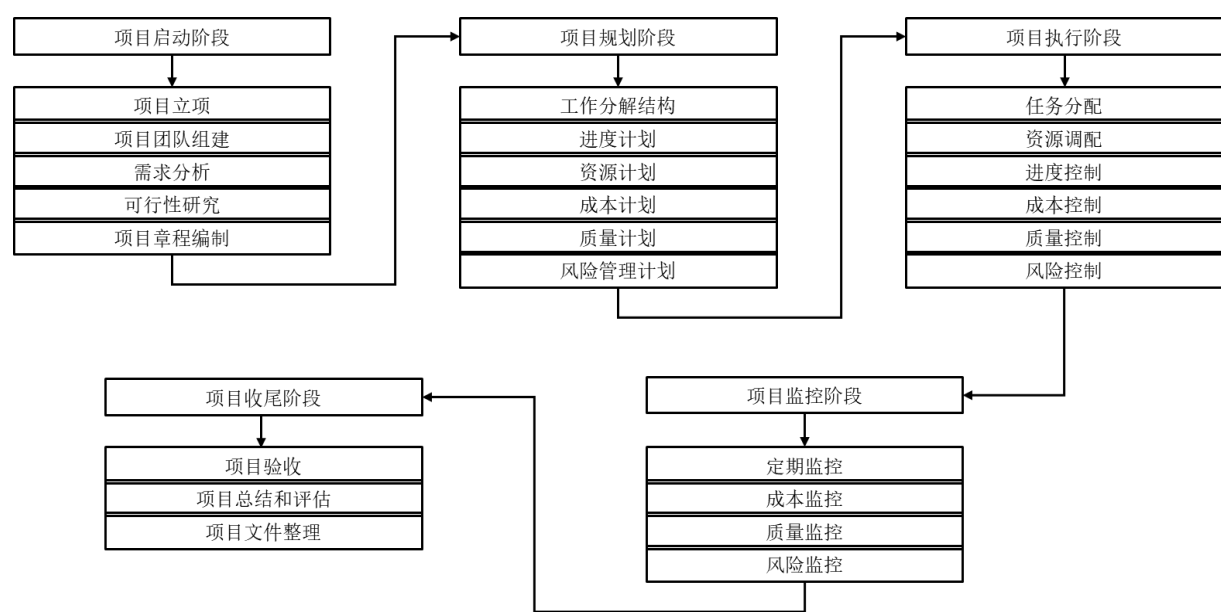 项目启动阶段
项目立项
项目团队组建
需求分析
可行性研究
项目章程编制
项目规划阶段
工作分解结构
进度计划
资源计划
成本计划
质量计划
风险管理计划
项目执行阶段
任务分配
资源调配
进度控制
成本控制
质量控制
风险控制
项目监控阶段
定期监控
成本监控
质量监控
风险监控
项目收尾阶段
项目验收
项目总结和评估
项目文件整理